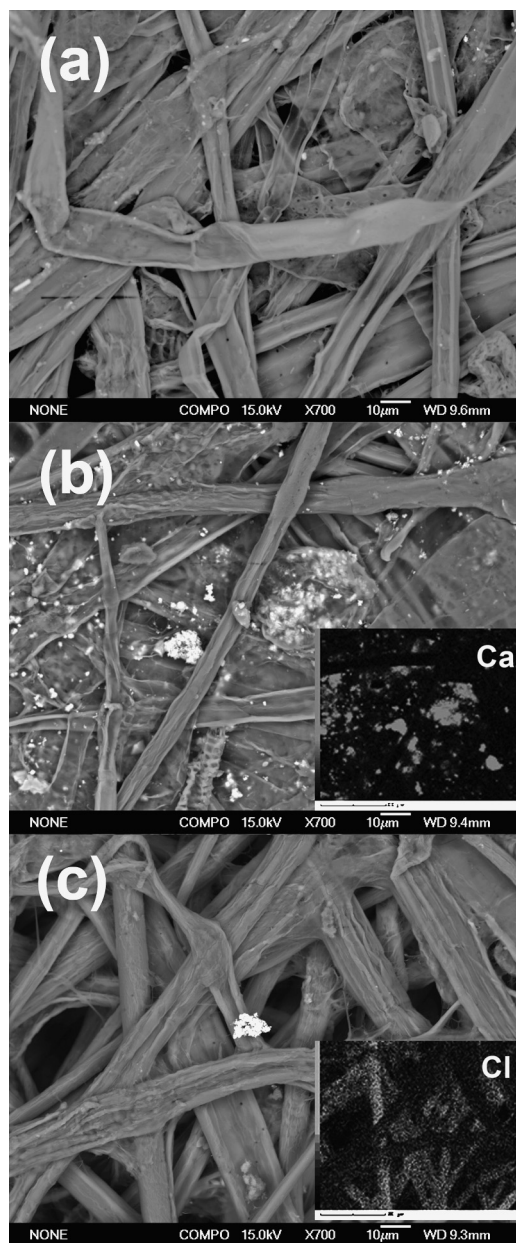 (a)
NONE COMPO 15.0kV X700 10μm WD 9.6mm
(b)
Ca
NONE COMPO 15.0kV X700 10μm WD 9.4mm
(c)
Cl
NONE COMPO 15.0kV X700 10μm WD 9.3mm